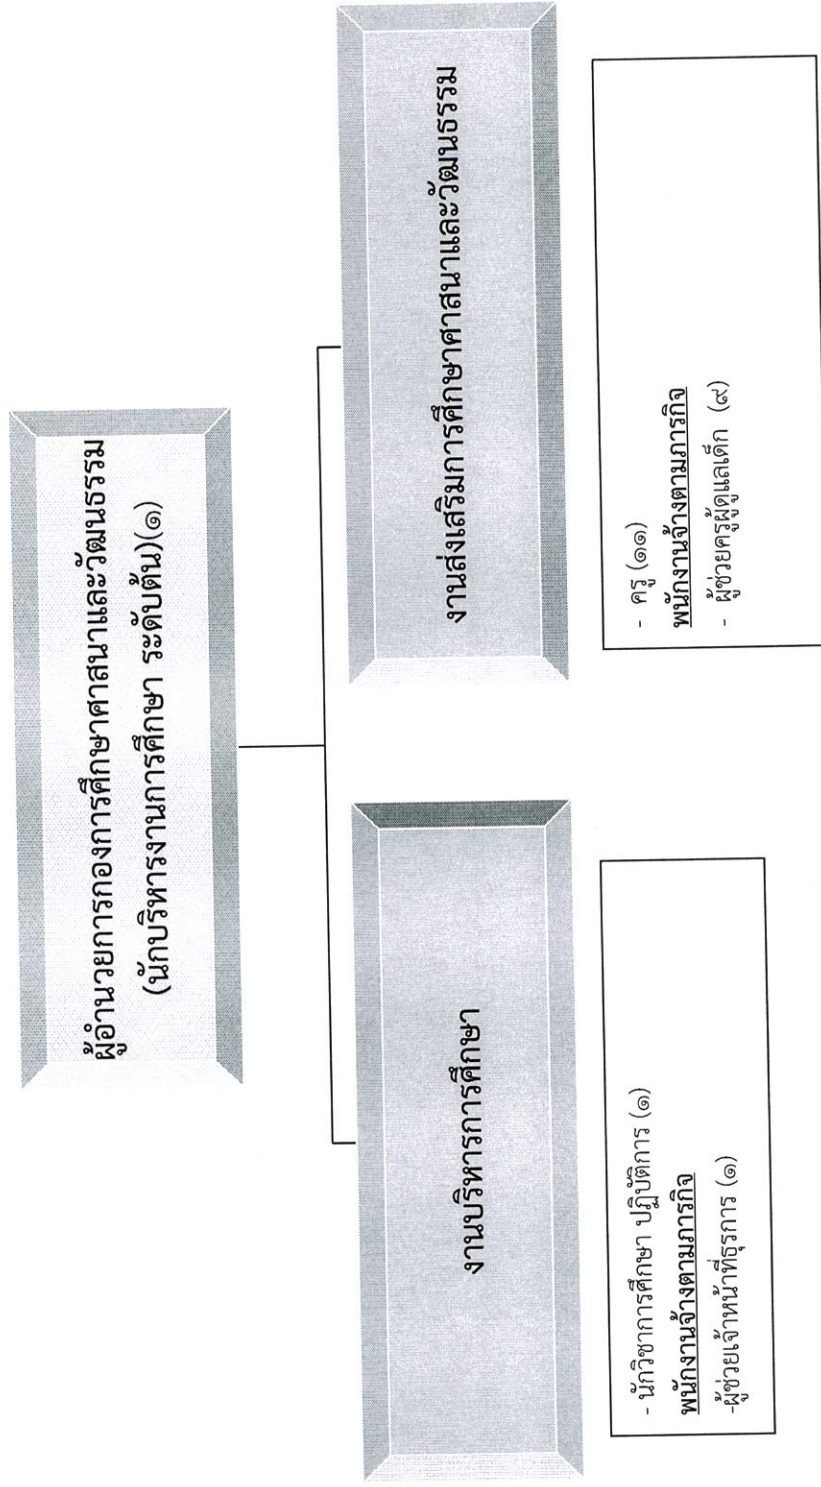 ผู้อำนวยการกองการศึกษาศาสนาและวัฒนธรรม
(นักบริหารงานการศึกษา ระดับต้น)(๑)
งานบริหารการศึกษา
- นักวิชาการศึกษา ปฏิบัติการ (๑)
พนักงานจ้างตามภารกิจ
-ผู้ช่วยเจ้าหน้าที่ธุรการ (๑)
งานส่งเสริมการศึกษาศาสนาและวัฒนธรรม
- ครู (๑๑)
พนักงานจ้างตามภารกิจ
- ผู้ช่วยครูผู้ดูแลเด็ก (๙)